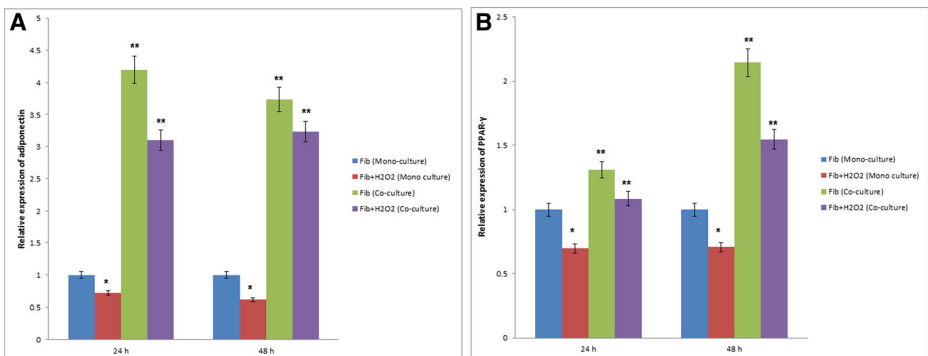 A
Relative expression of adiponectin
5
4.5
4
3.5
3
2.5
2
1.5
1
0.5
0
*
**
**
*
**
**
24 h
48 h
Fib (Mono-culture)
Fib+H2O2 (Mono culture)
Fib (Co-culture)
Fib+H2O2 (Co-culture)
B
Relative expression of PPAR-γ
2.5
2
1.5
1
0.5
0
*
**
**
*
**
**
24 h
48 h
Fib (Mono-culture)
Fib+H2O2 (Mono culture)
Fib (Co-culture)
Fib+H2O2 (Co-culture)